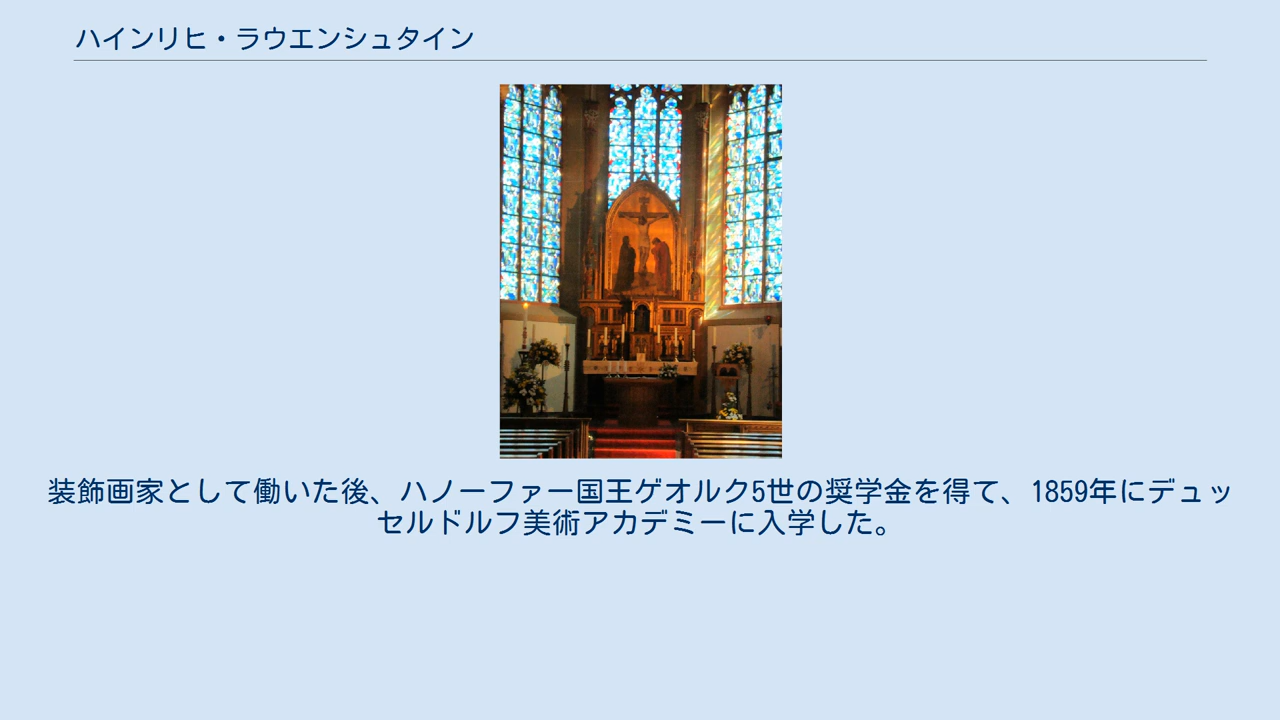 ハインリヒ・ラウエンシュタイン
装飾画家として働いた後、ハノーファー国王ゲオルク5世の奨学金を得て、1859年にデュッ
セルドルフ美術アカデミーに入学した。